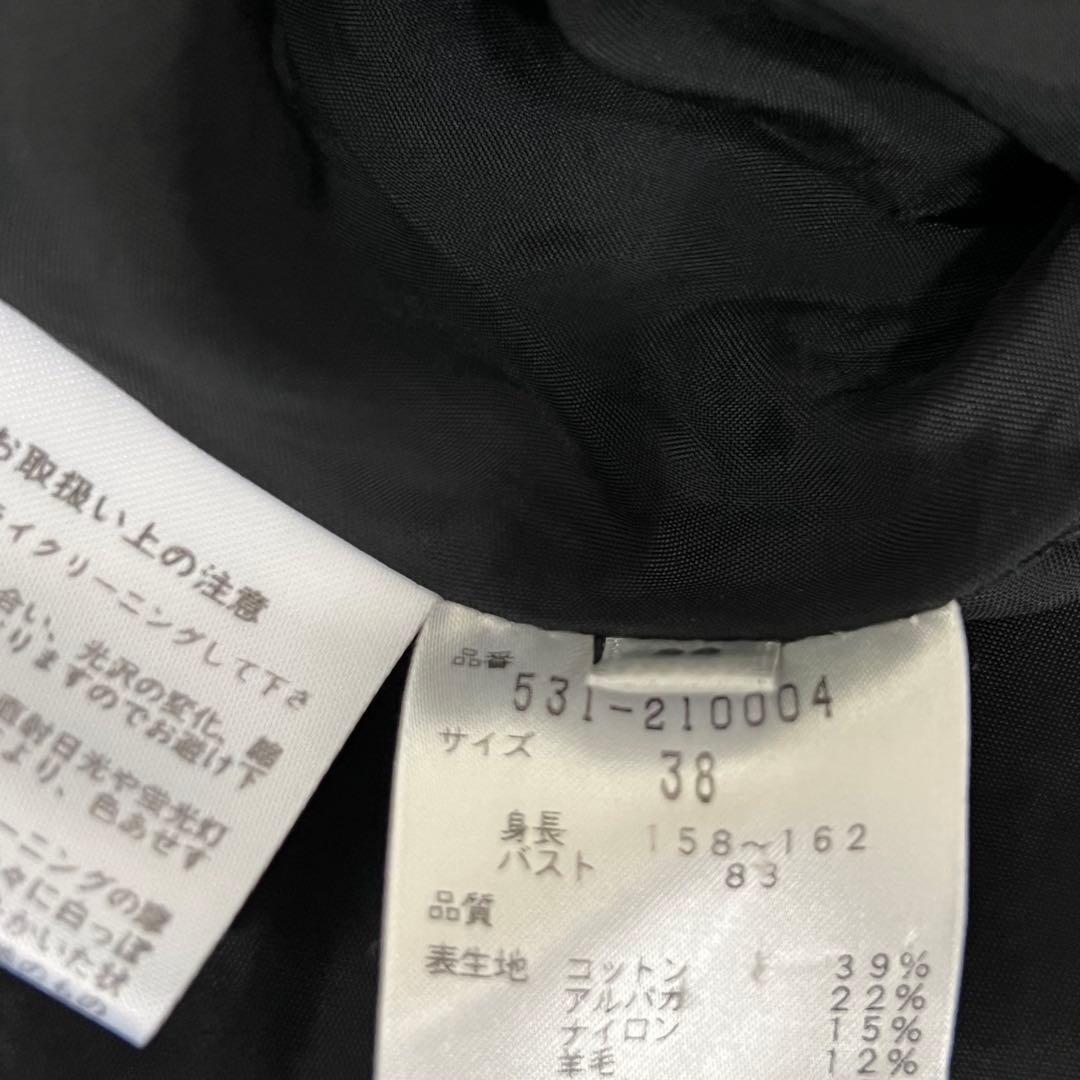 お取扱い上の注意
ライクリーニングして下さ
合い、光沢の変化、
りますのでお避け下
直射日光や蛍光灯
より、色あせす
ーニングの際
々に白っぽ
かいた状
のもの
品番
531-210004
サイズ 38
身長 158～162
バスト 83
品質
表生地 コットン 39%
アルパカ 22%
ナイロン 15%
羊毛 12%